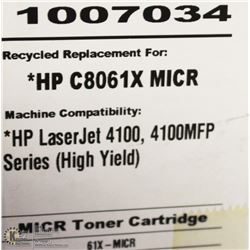 1007034
Recycled Replacement For:
*HP C8061X MICR
Machine Compatibility:
*HP LaserJet 4100, 4100MFP
Series (High Yield)
MICR Toner Cartridge
61X-MICR